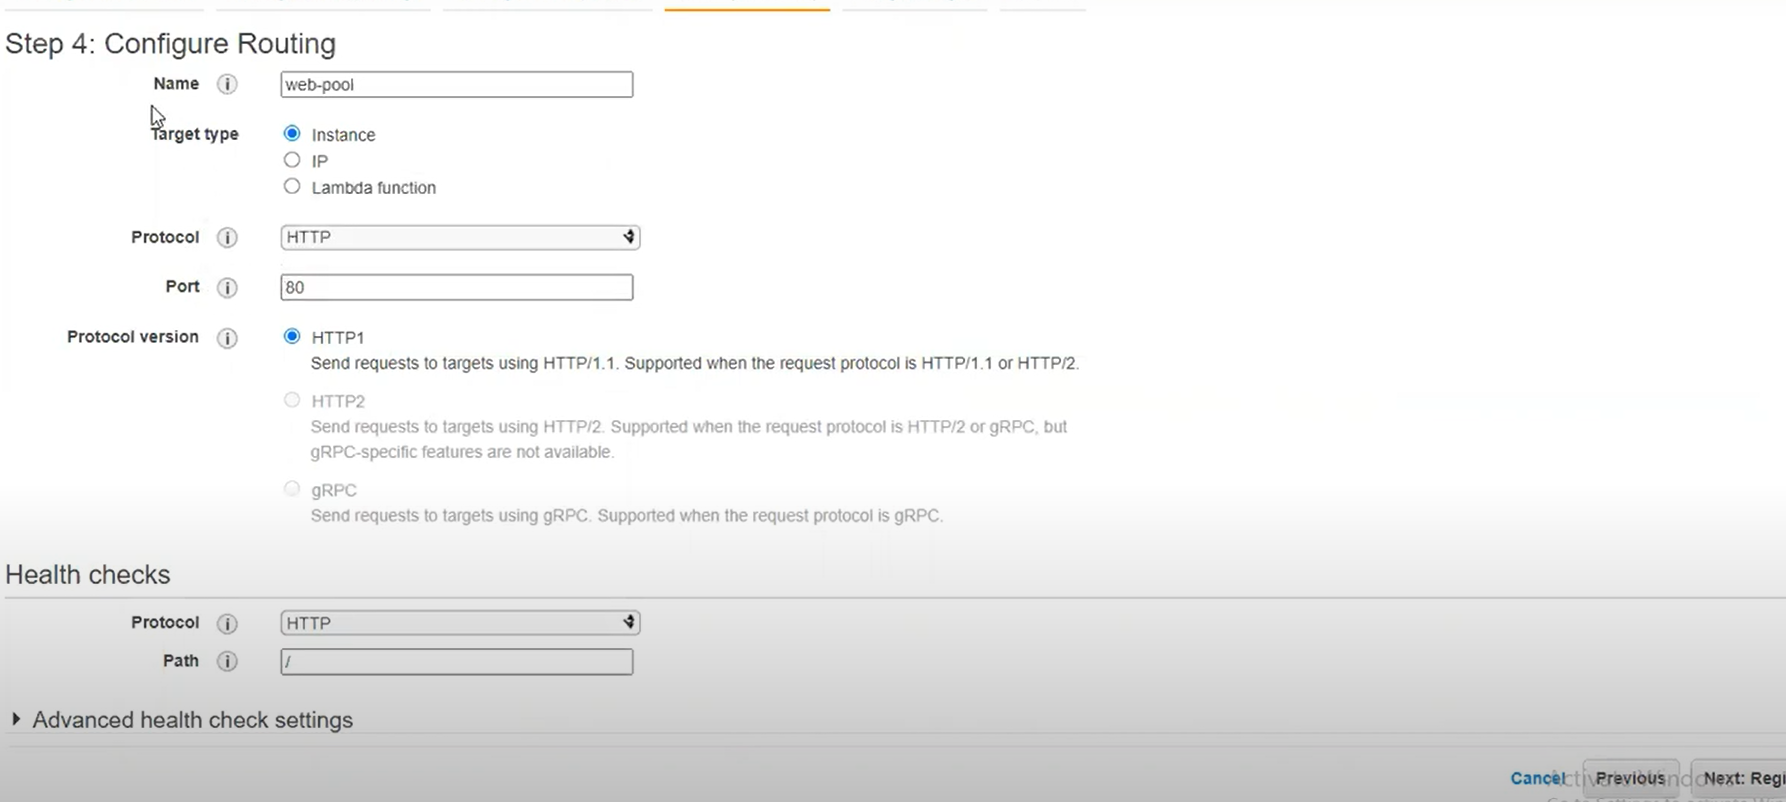 Step 4: Configure Routing
Name
web-pool
Target type
Instance
IP
Lambda function
Protocol
HTTP
Port
80
Protocol version
HTTP1
Send requests to targets using HTTP/1.1. Supported when the request protocol is HTTP/1.1 or HTTP/2.
HTTP2
Send requests to targets using HTTP/2. Supported when the request protocol is HTTP/2 or gRPC, but
gRPC-specific features are not available.
gRPC
Send requests to targets using gRPC. Supported when the request protocol is gRPC.
Health checks
Protocol
HTTP
Path
/
Advanced health check settings
Cancel
Previous
Next: Regi
Activate Windows